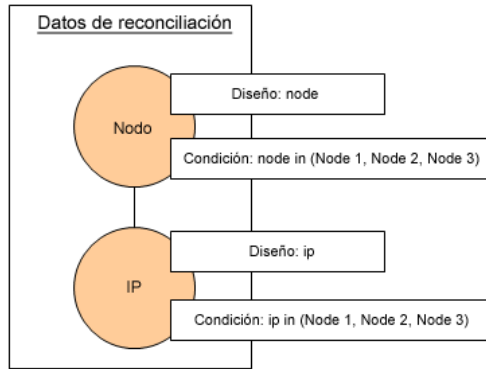 Datos de reconciliación
Diseño: node
Nodo
Condición: node in (Node 1, Node 2, Node 3)
Diseño: ip
IP
Condición: ip in (Node 1, Node 2, Node 3)